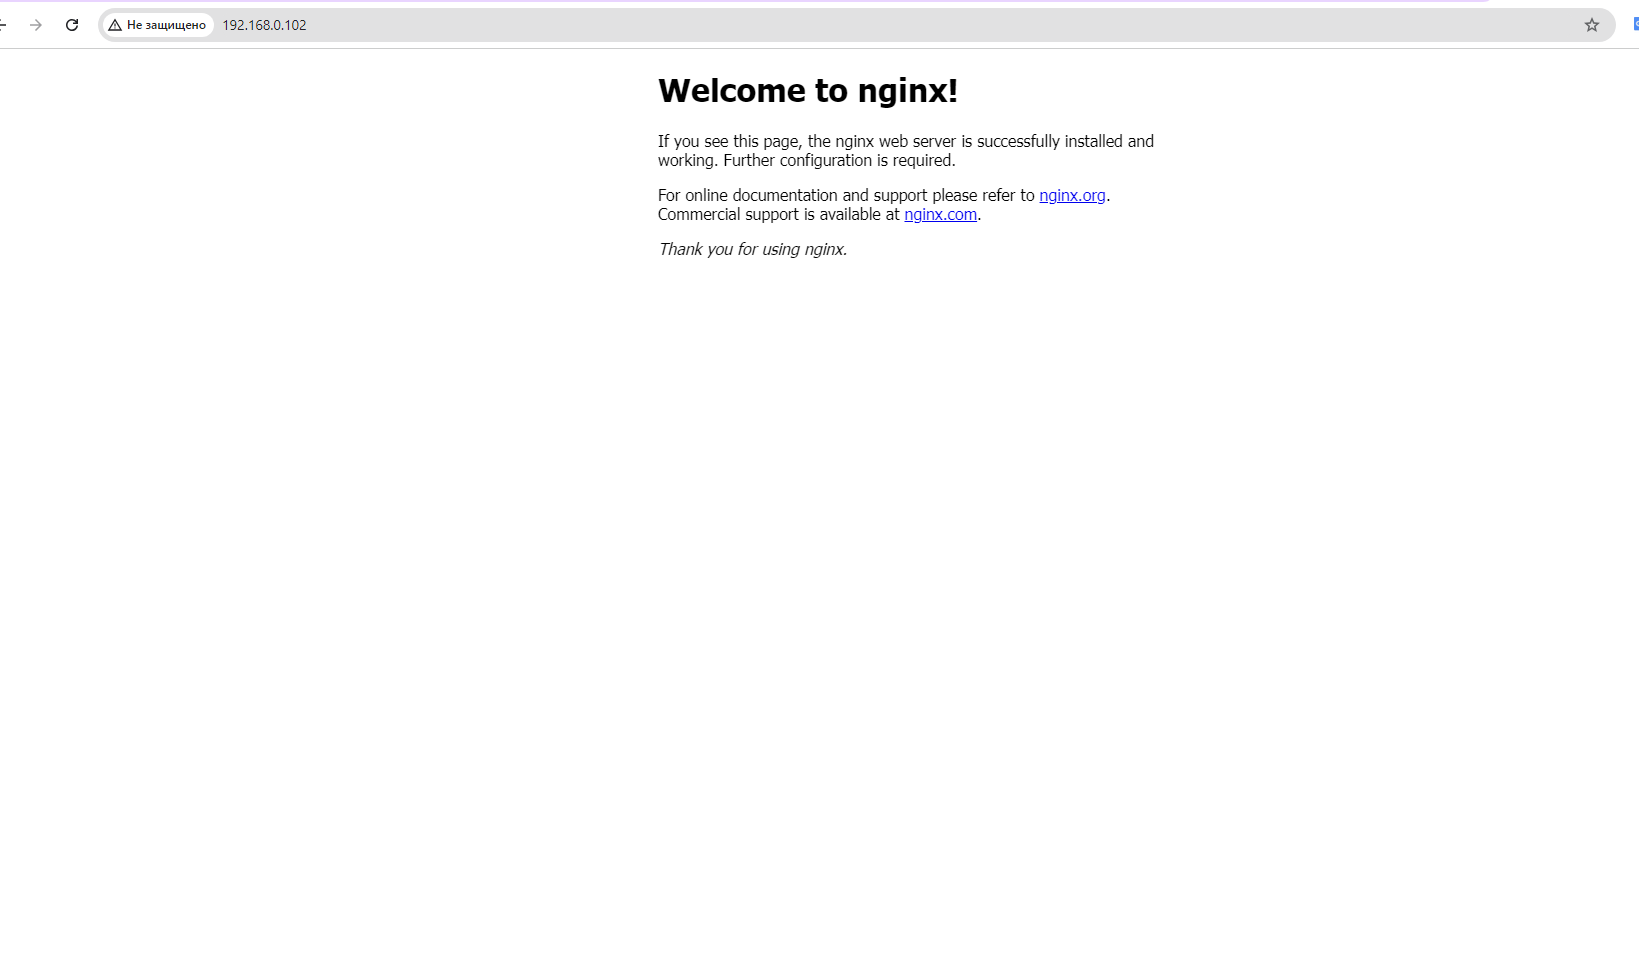 Не защищено 192.168.0.102
Welcome to nginx!
If you see this page, the nginx web server is successfully installed and
working. Further configuration is required.
For online documentation and support please refer to nginx.org.
Commercial support is available at nginx.com.
Thank you for using nginx.